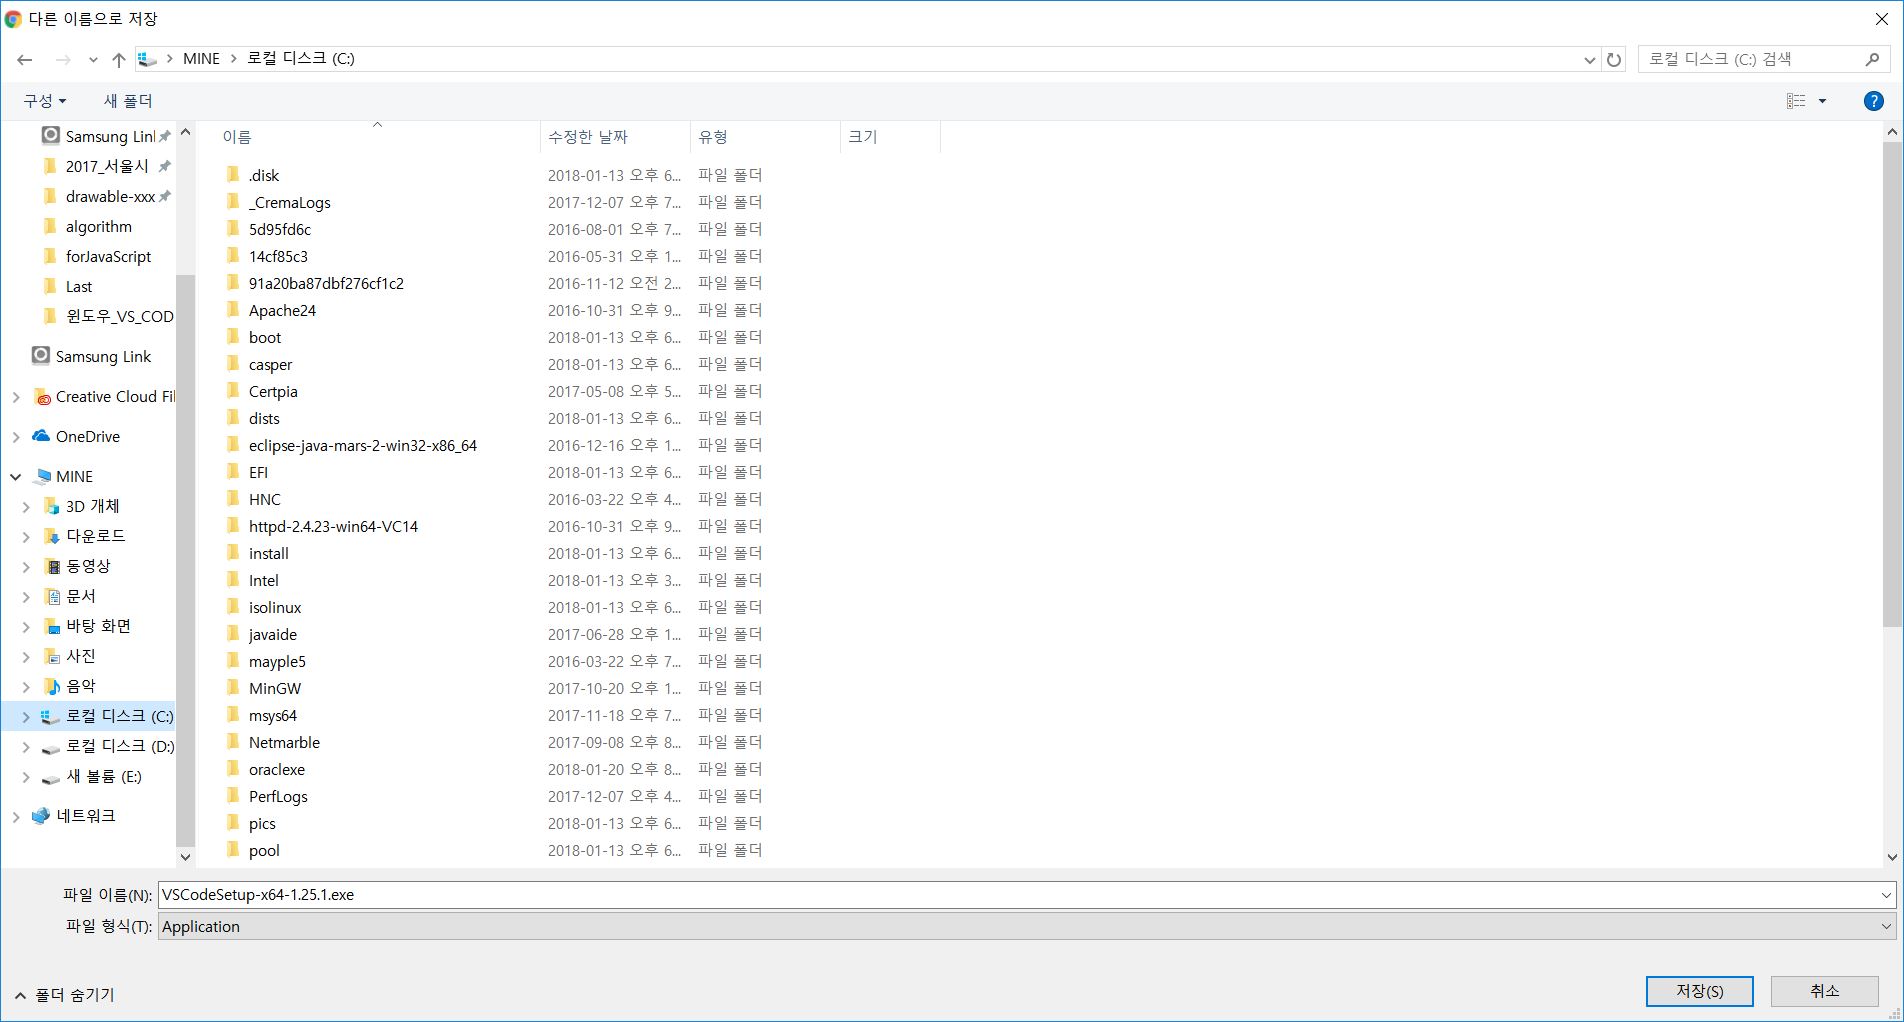 다른 이름으로 저장
MINE > 로컬 디스크 (C:)
로컬 디스크 (C:) 검색
구성
새 폴더
Samsung Lin
2017_서울시
drawable-xxx
algorithm
forJavaScript
Last
윈도우_VS_COD
Samsung Link
Creative Cloud Fil
OneDrive
MINE
3D 개체
다운로드
동영상
문서
바탕 화면
사진
음악
로컬 디스크 (C:)
로컬 디스크 (D:)
새 볼륨 (E:)
네트워크
이름 수정한 날짜 유형 크기
.disk 2018-01-13 오후 6... 파일 폴더
_CremaLogs 2017-12-07 오후 7... 파일 폴더
5d95fd6c 2016-08-01 오후 7... 파일 폴더
14cf85c3 2016-05-31 오후 1... 파일 폴더
91a20ba87dbf276cf1c2 2016-11-12 오전 2... 파일 폴더
Apache24 2016-10-31 오후 9... 파일 폴더
boot 2018-01-13 오후 6... 파일 폴더
casper 2018-01-13 오후 6... 파일 폴더
Certpia 2017-05-08 오후 5... 파일 폴더
dists 2018-01-13 오후 6... 파일 폴더
eclipse-java-mars-2-win32-x86_64 2016-12-16 오후 1... 파일 폴더
EFI 2018-01-13 오후 6... 파일 폴더
HNC 2016-03-22 오후 4... 파일 폴더
httpd-2.4.23-win64-VC14 2016-10-31 오후 9... 파일 폴더
install 2018-01-13 오후 6... 파일 폴더
Intel 2018-01-13 오후 3... 파일 폴더
isolinux 2018-01-13 오후 6... 파일 폴더
javaide 2017-06-28 오후 1... 파일 폴더
mayple5 2016-03-22 오후 7... 파일 폴더
MinGW 2017-10-20 오후 1... 파일 폴더
msys64 2017-11-18 오후 7... 파일 폴더
Netmarble 2017-09-08 오후 8... 파일 폴더
oraclexe 2018-01-20 오후 8... 파일 폴더
PerfLogs 2017-12-07 오후 4... 파일 폴더
pics 2018-01-13 오후 6... 파일 폴더
pool 2018-01-13 오후 6... 파일 폴더
파일 이름(N): VSCodeSetup-x64-1.25.1.exe
파일 형식(T): Application
폴더 숨기기
저장(S)
취소